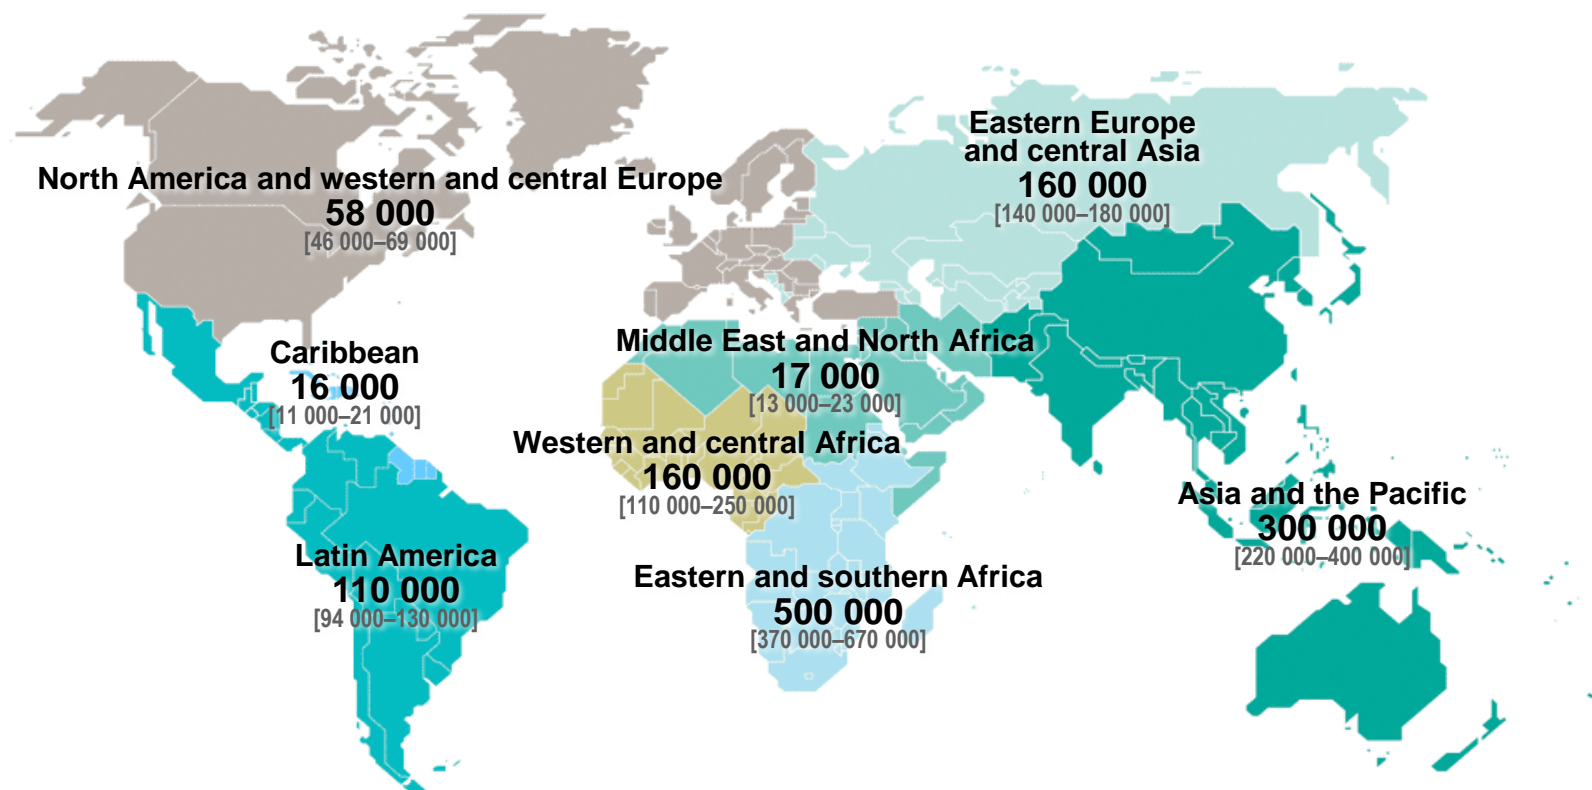 Eastern Europe
and central Asia
160 000
[140 000–180 000]
North America and western and central Europe
58 000
[46 000–69 000]
Middle East and North Africa
17 000
[13 000–23 000]
Caribbean
16 000
[11 000–21 000]
Western and central Africa
160 000
[110 000–250 000]
Asia and the Pacific
300 000
[220 000–400 000]
Latin America
110 000
[94 000–130 000]
Eastern and southern Africa
500 000
[370 000–670 000]